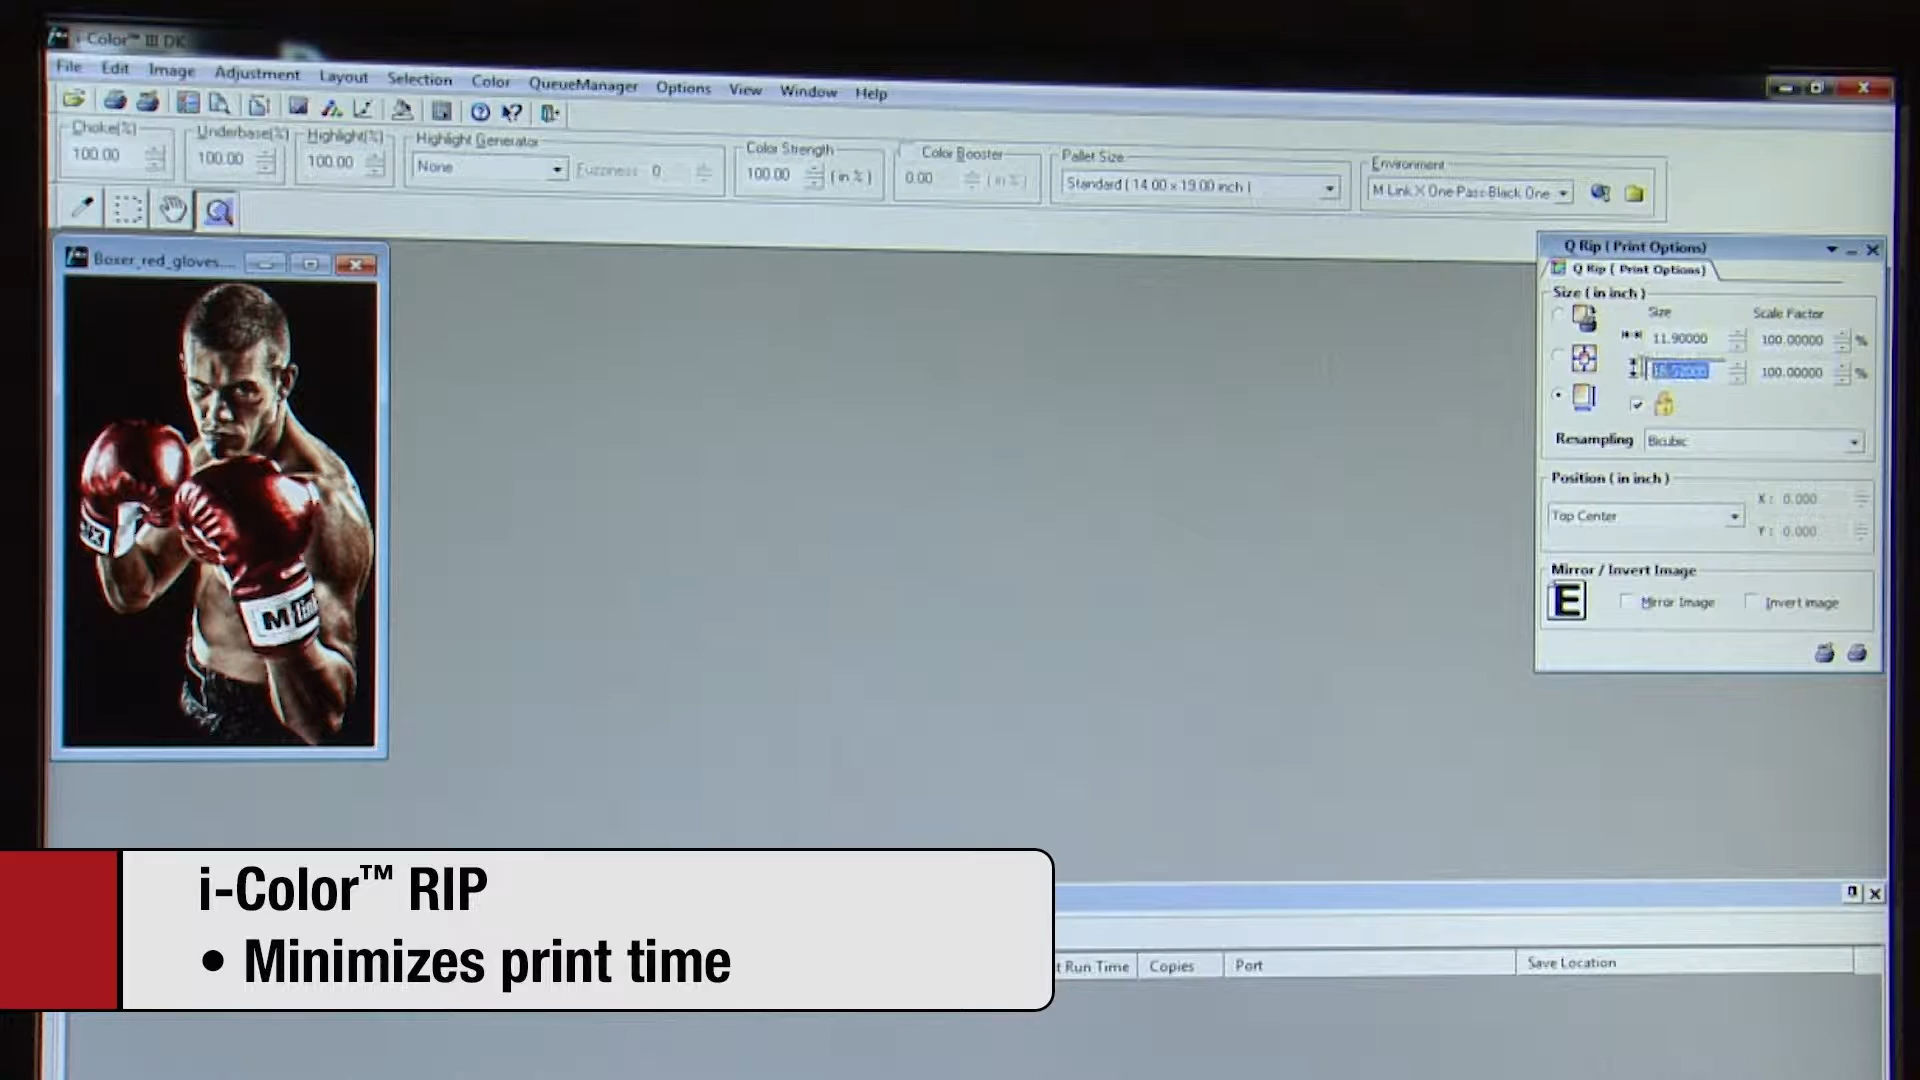 i-Color™ III DK
File Edit Image Adjustment Layout Selection Color QueueManager Options View Window Help
Choke(%) Underbase(%) Highlight(%) Highlight Generator Color Strength Color Booster Pallet Size Environment
100.00 100.00 100.00 None Fuzziness 0 100.00 (in %) 0.00 (in %) Standard ( 14.00 x 19.00 inch ) M-Link X One Pass-Black One
Boxer_red_gloves....
X
M link
Q Rip ( Print Options)
Q Rip ( Print Options)
Size ( in inch )
Size Scale Factor
11.90000 100.00000 %
100.00000 %
Resampling Bicubic
Position ( in inch )
X : 0.000
Top Center
Y : 0.000
Mirror / Invert Image
E Mirror Image Invert image
i-Color™ RIP
• Minimizes print time
t Run Time Copies Port Save Location